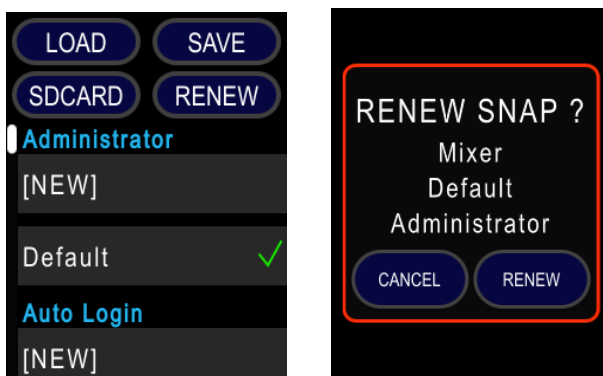 LOAD SAVE
SDCARD RENEW
Administrator
[NEW]
Default
Auto Login
[NEW]
RENEW SNAP ?
Mixer
Default
Administrator
CANCEL RENEW